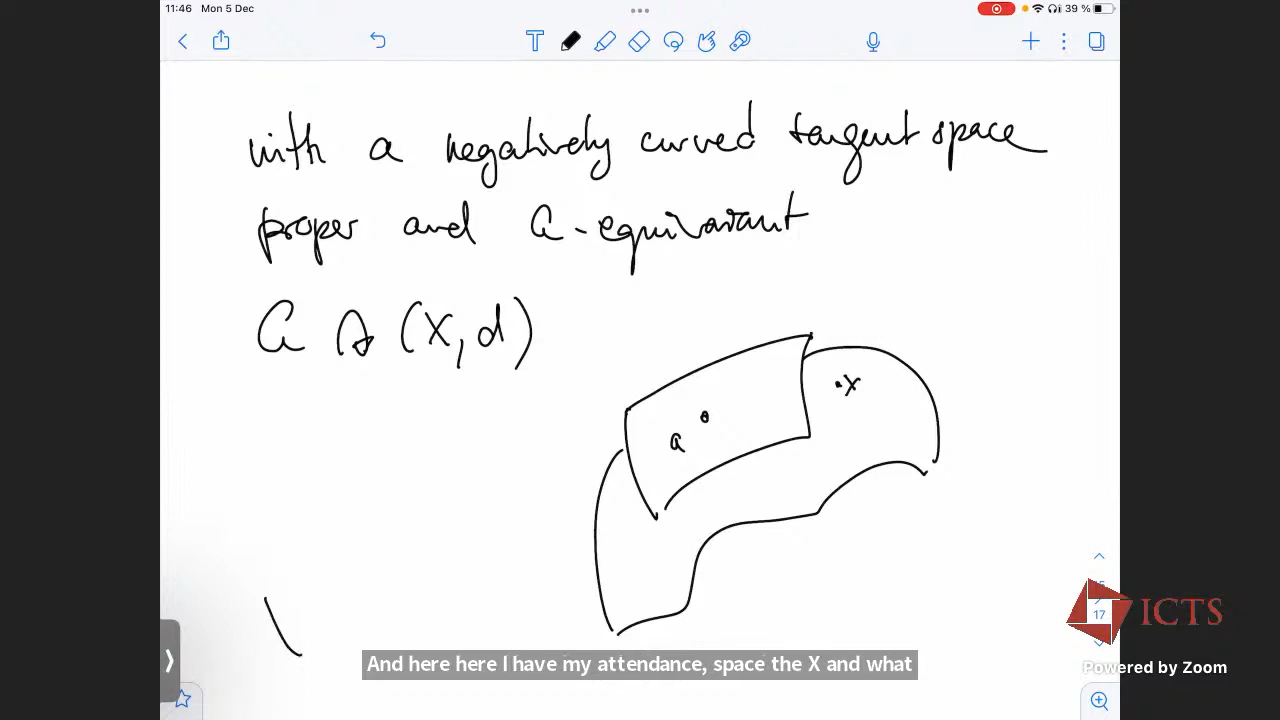 11:46 Mon 5 Dec
39 %
with a negatively curved tangent space
proper and G-equivariant
G ↷ (X, d)
•X
a
17
ICTS
And here here I have my attendance, space the X and what
Powered by Zoom